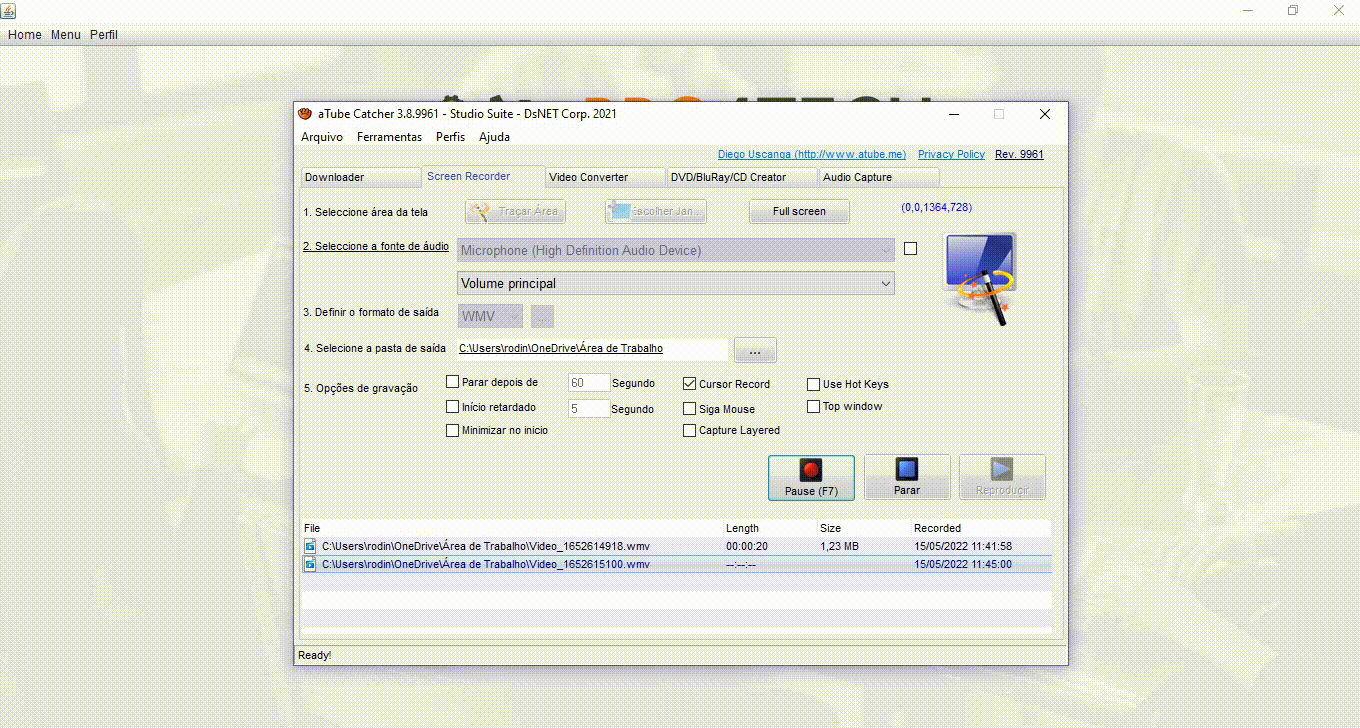 Home Menu Perfil
aTube Catcher 3.8.9961 - Studio Suite - DsNET Corp. 2021
Arquivo Ferramentas Perfis Ajuda
Diego Uscanga (http://www.atube.me) Privacy Policy Rev. 9961
Downloader Screen Recorder Video Converter DVD/BluRay/CD Creator Audio Capture
1. Seleccione área da tela Traçar Área Escolher Jan... Full screen (0,0,1364,728)
2. Seleccione a fonte de áudio Microphone (High Definition Audio Device)
Volume principal
3. Definir o formato de saída WMV ...
4. Selecione a pasta de saída C:\Users\rodin\OneDrive\Área de Trabalho ...
5. Opções de gravação
Parar depois de 60 Segundo Cursor Record Use Hot Keys
Início retardado 5 Segundo Siga Mouse Top window
Minimizar no inicio Capture Layered
Pause (F7) Parar Reproducir
File Length Size Recorded
C:\Users\rodin\OneDrive\Área de Trabalho\Video_1652614918.wmv 00:00:20 1,23 MB 15/05/2022 11:41:58
C:\Users\rodin\OneDrive\Área de Trabalho\Video_1652615100.wmv --:--:-- 15/05/2022 11:45:00
Ready!